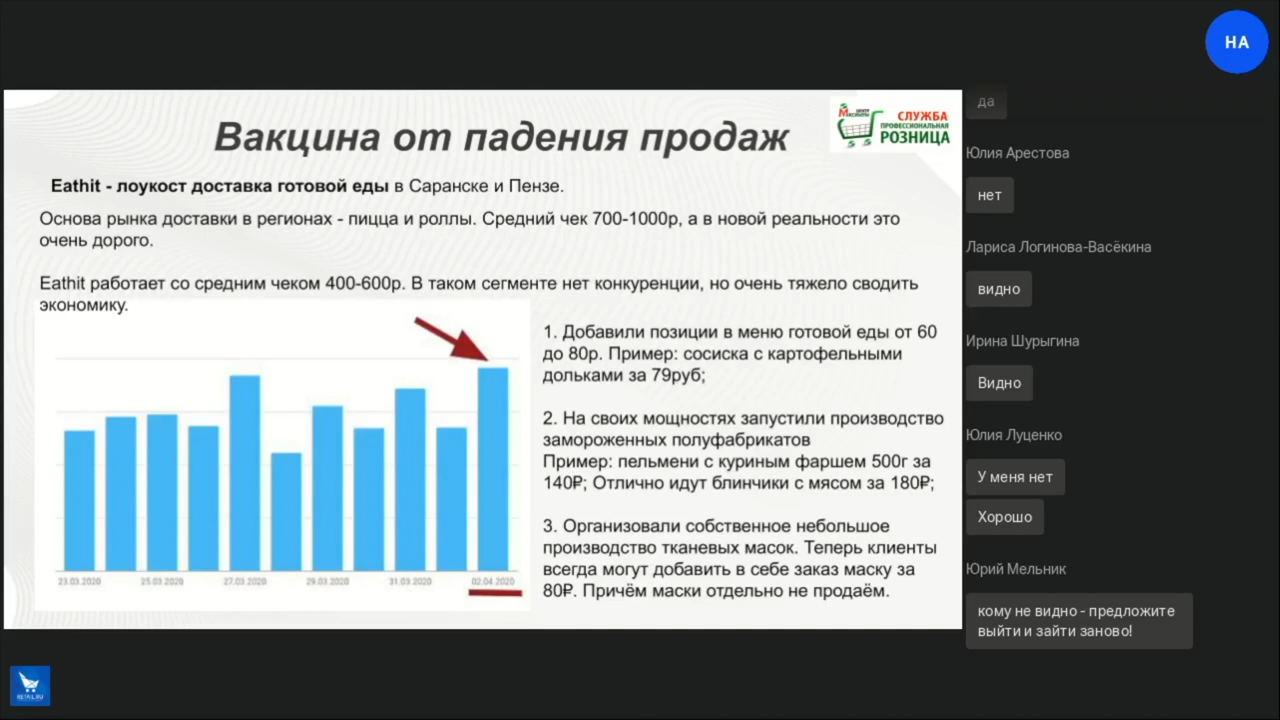 НА
Вакцина от падения продаж
СЛУЖБА
ПРОФЕССИОНАЛЬНАЯ
РОЗНИЦА
Eathit - лоукост доставка готовой еды в Саранске и Пензе.
Основа рынка доставки в регионах - пицца и роллы. Средний чек 700-1000р, а в новой реальности это
очень дорого.
Eathit работает со средним чеком 400-600р. В таком сегменте нет конкуренции, но очень тяжело сводить
экономику.
23.03.2020 25.03.2020 27.03.2020 29.03.2020 31.03.2020 02.04.2020
1. Добавили позиции в меню готовой еды от 60
до 80р. Пример: сосиска с картофельными
дольками за 79руб;
2. На своих мощностях запустили производство
замороженных полуфабрикатов
Пример: пельмени с куриным фаршем 500г за
140₽; Отлично идут блинчики с мясом за 180₽;
3. Организовали собственное небольшое
производство тканевых масок. Теперь клиенты
всегда могут добавить в себе заказ маску за
80₽. Причём маски отдельно не продаём.
да
Юлия Арестова
нет
Лариса Логинова-Васёкина
видно
Ирина Шурыгина
Видно
Юлия Луценко
У меня нет
Хорошо
Юрий Мельник
кому не видно - предложите
выйти и зайти заново!
RETAIL.RU